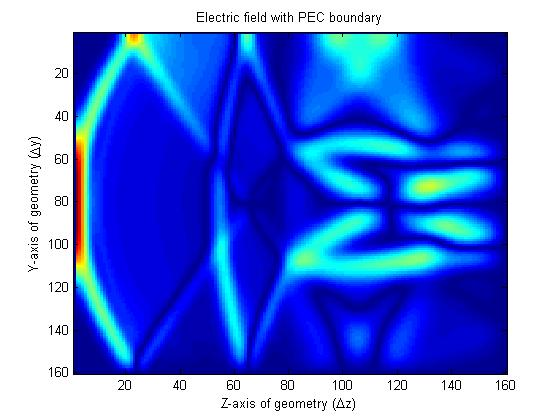 Electric field with PEC boundary
20
40
60
80
100
120
140
160
Y-axis of geometry (Δy)
20 40 60 80 100 120 140 160
Z-axis of geometry (Δz)